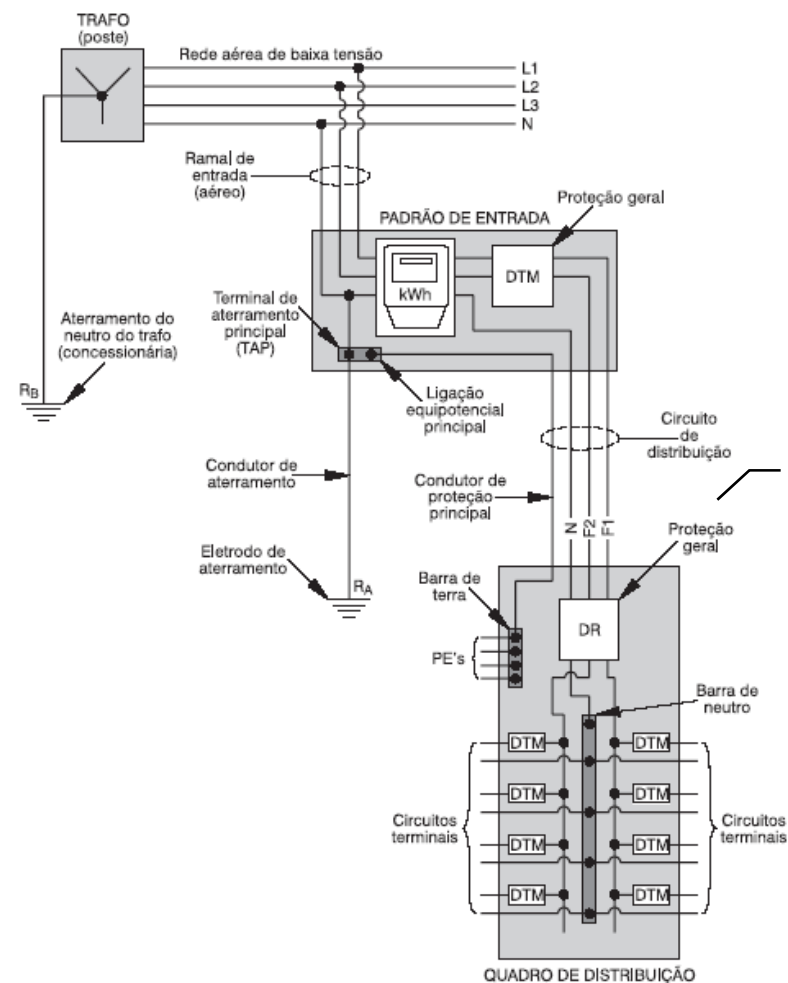 TRAFO
(poste)
Rede aérea de baixa tensão
L1
L2
L3
N
Ramal de
entrada
(aéreo)
Proteção geral
PADRÃO DE ENTRADA
kWh
DTM
Terminal de
aterramento
principal
(TAP)
Aterramento do
neutro do trafo
(concessionária)
RB
Ligação
equipotencial
principal
Circuito
de
distribuição
Condutor de
aterramento
Condutor de
proteção
principal
N
F2
F1
Proteção
geral
Eletrodo de
aterramento
RA
Barra de
terra
DR
PE's
Barra de
neutro
DTM
DTM
DTM
DTM
Circuitos
terminais
Circuitos
terminais
DTM
DTM
DTM
DTM
QUADRO DE DISTRIBUIÇÃO